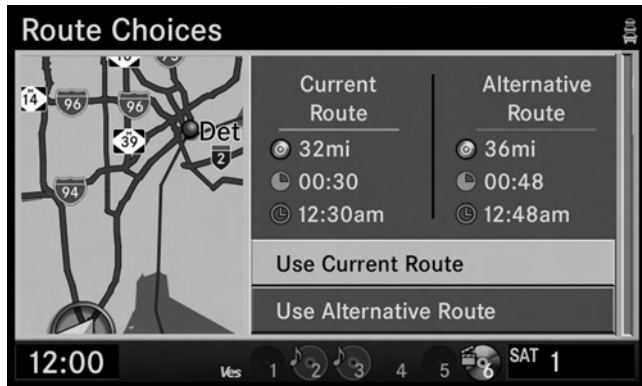 Route Choices
14
96
96
39
Det
2
94
Current
Route
32mi
00:30
12:30am
Alternative
Route
36mi
00:48
12:48am
Use Current Route
Use Alternative Route
12:00
Ves 1 2 3 4 5 6 SAT 1